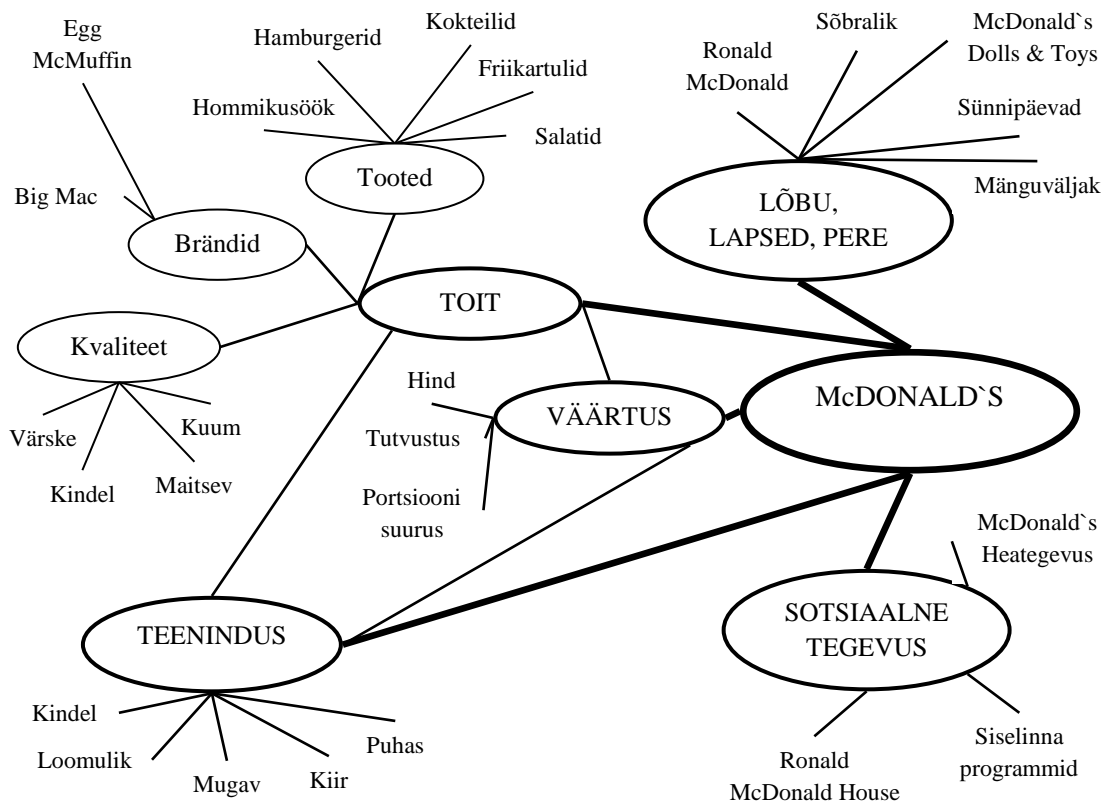 Egg
McMuffin
Hamburgerid
Kokteilid
Friikartulid
Hommikusöök
Salatid
Tooted
Big Mac
Brändid
Sõbralik
McDonald`s
Dolls & Toys
Ronald
McDonald
Sünnipäevad
Mänguväljak
LÕBU,
LAPSED, PERE
TOIT
Kvaliteet
Värske
Kuum
Kindel
Maitsev
Hind
Tutvustus
Portsiooni
suurus
VÄÄRTUS
McDONALD`S
McDonald`s
Heategevus
SOTSIAALNE
TEGEVUS
Ronald
McDonald House
Siselinna
programmid
TEENINDUS
Kindel
Loomulik
Mugav
Kiir
Puhas